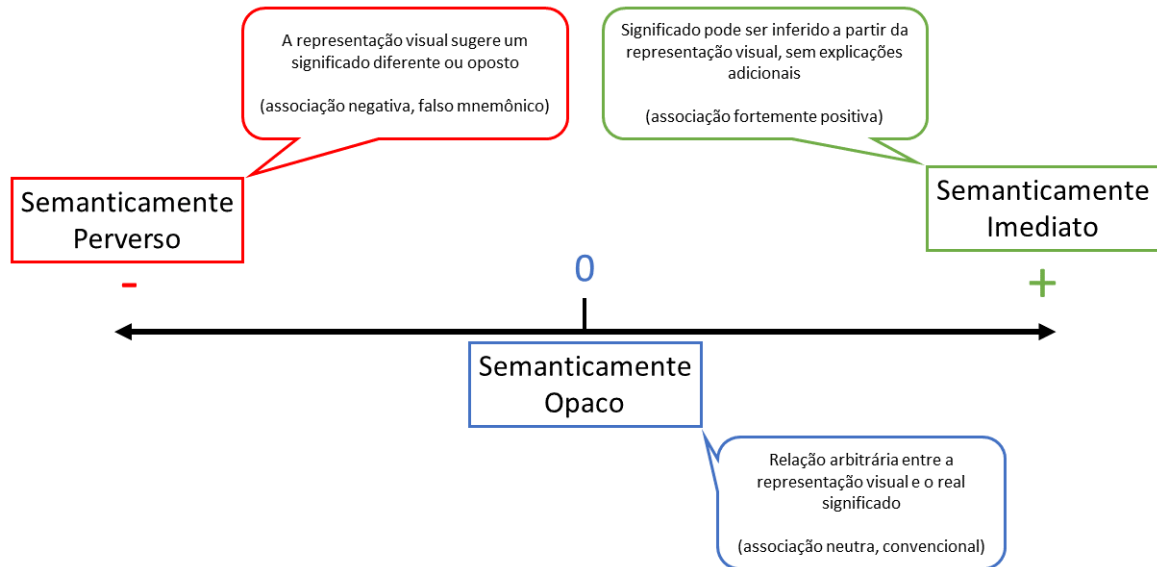 A representação visual sugere um
significado diferente ou oposto
(associação negativa, falso mnemônico)
Significado pode ser inferido a partir da
representação visual, sem explicações
adicionais
(associação fortemente positiva)
Semanticamente
Perverso
Semanticamente
Imediato
-
0
+
Semanticamente
Opaco
Relação arbitrária entre a
representação visual e o real
significado
(associação neutra, convencional)